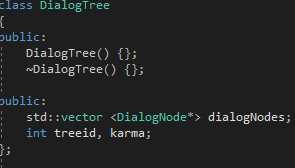 class DialogTree
{
public:
DialogTree() {};
~DialogTree() {};
public:
std::vector <DialogNode*> dialogNodes;
int treeid, karma;
};